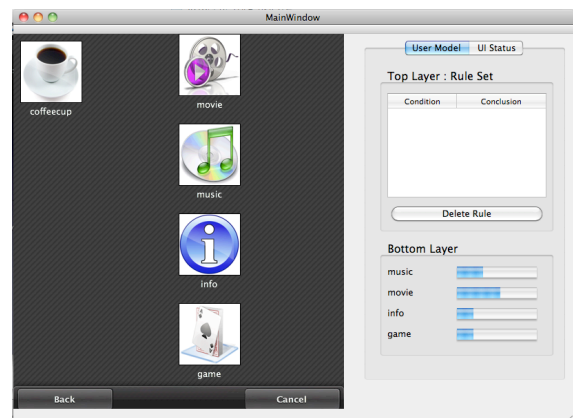 MainWindow
coffeecup
movie
music
info
game
Back
Cancel
User Model
UI Status
Top Layer : Rule Set
Condition
Conclusion
Delete Rule
Bottom Layer
music
movie
info
game